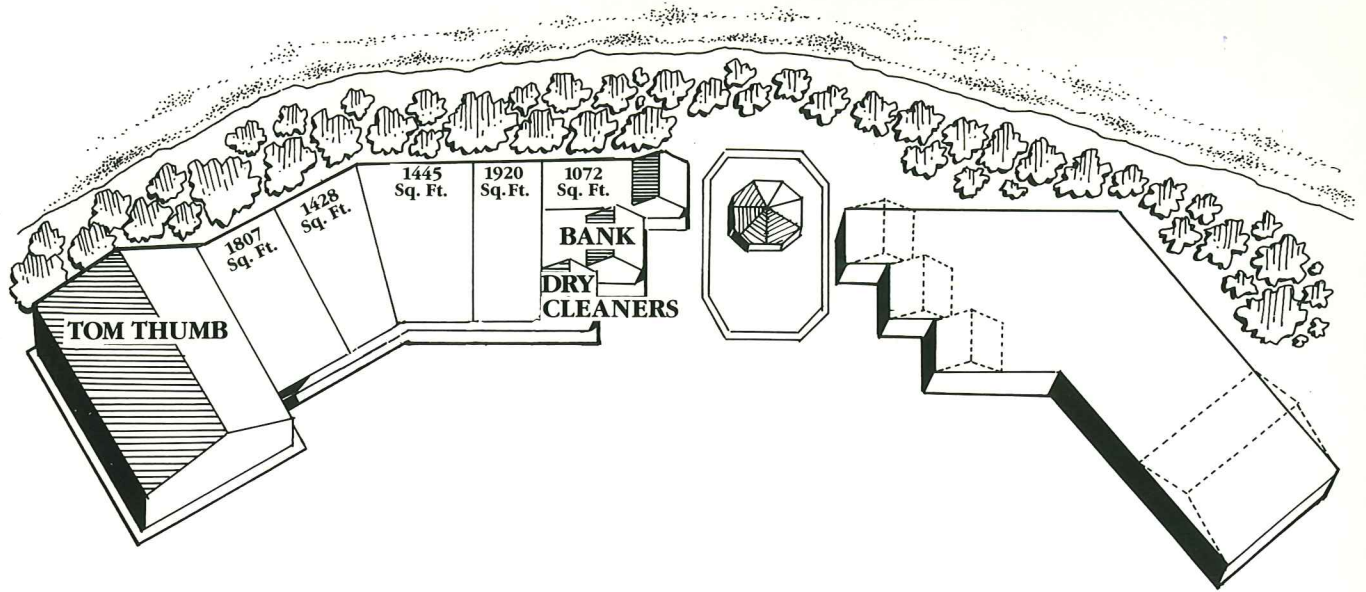 TOM THUMB
1807
Sq. Ft.
1428
Sq. Ft.
1445
Sq. Ft.
1920
Sq. Ft.
1072
Sq. Ft.
BANK
DRY
CLEANERS